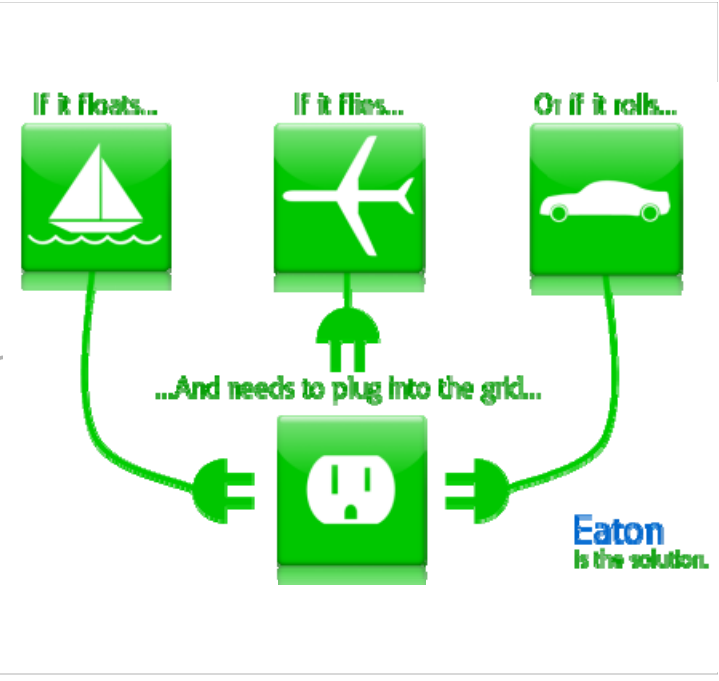 If it floats...
If it flies...
Or if it rolls...
...And needs to plug into the grid...
Eaton
is the solution.